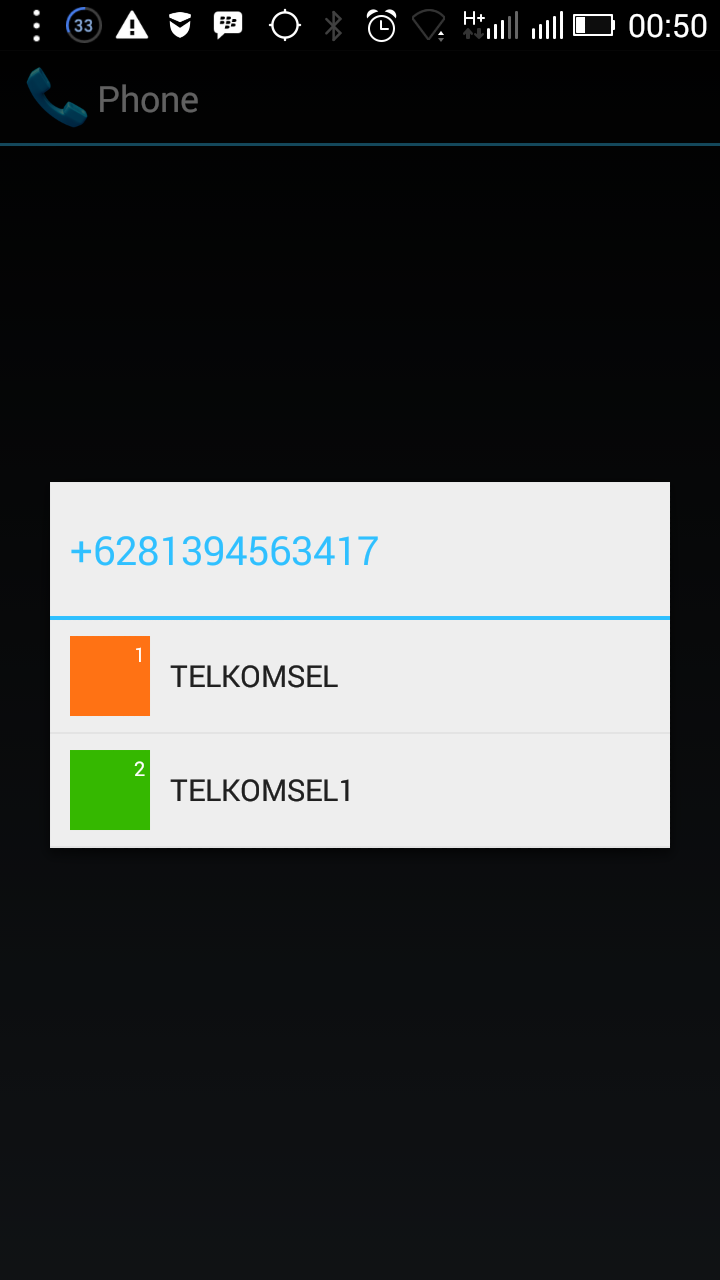 33 H+ 00:50
Phone
+6281394563417
1 TELKOMSEL
2 TELKOMSEL1